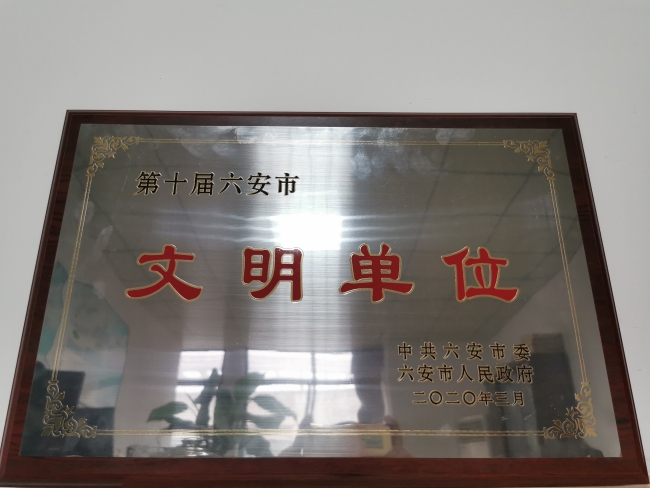 第十届六安市
文明单位
中共六安市委
六安市人民政府
二〇二〇年三月